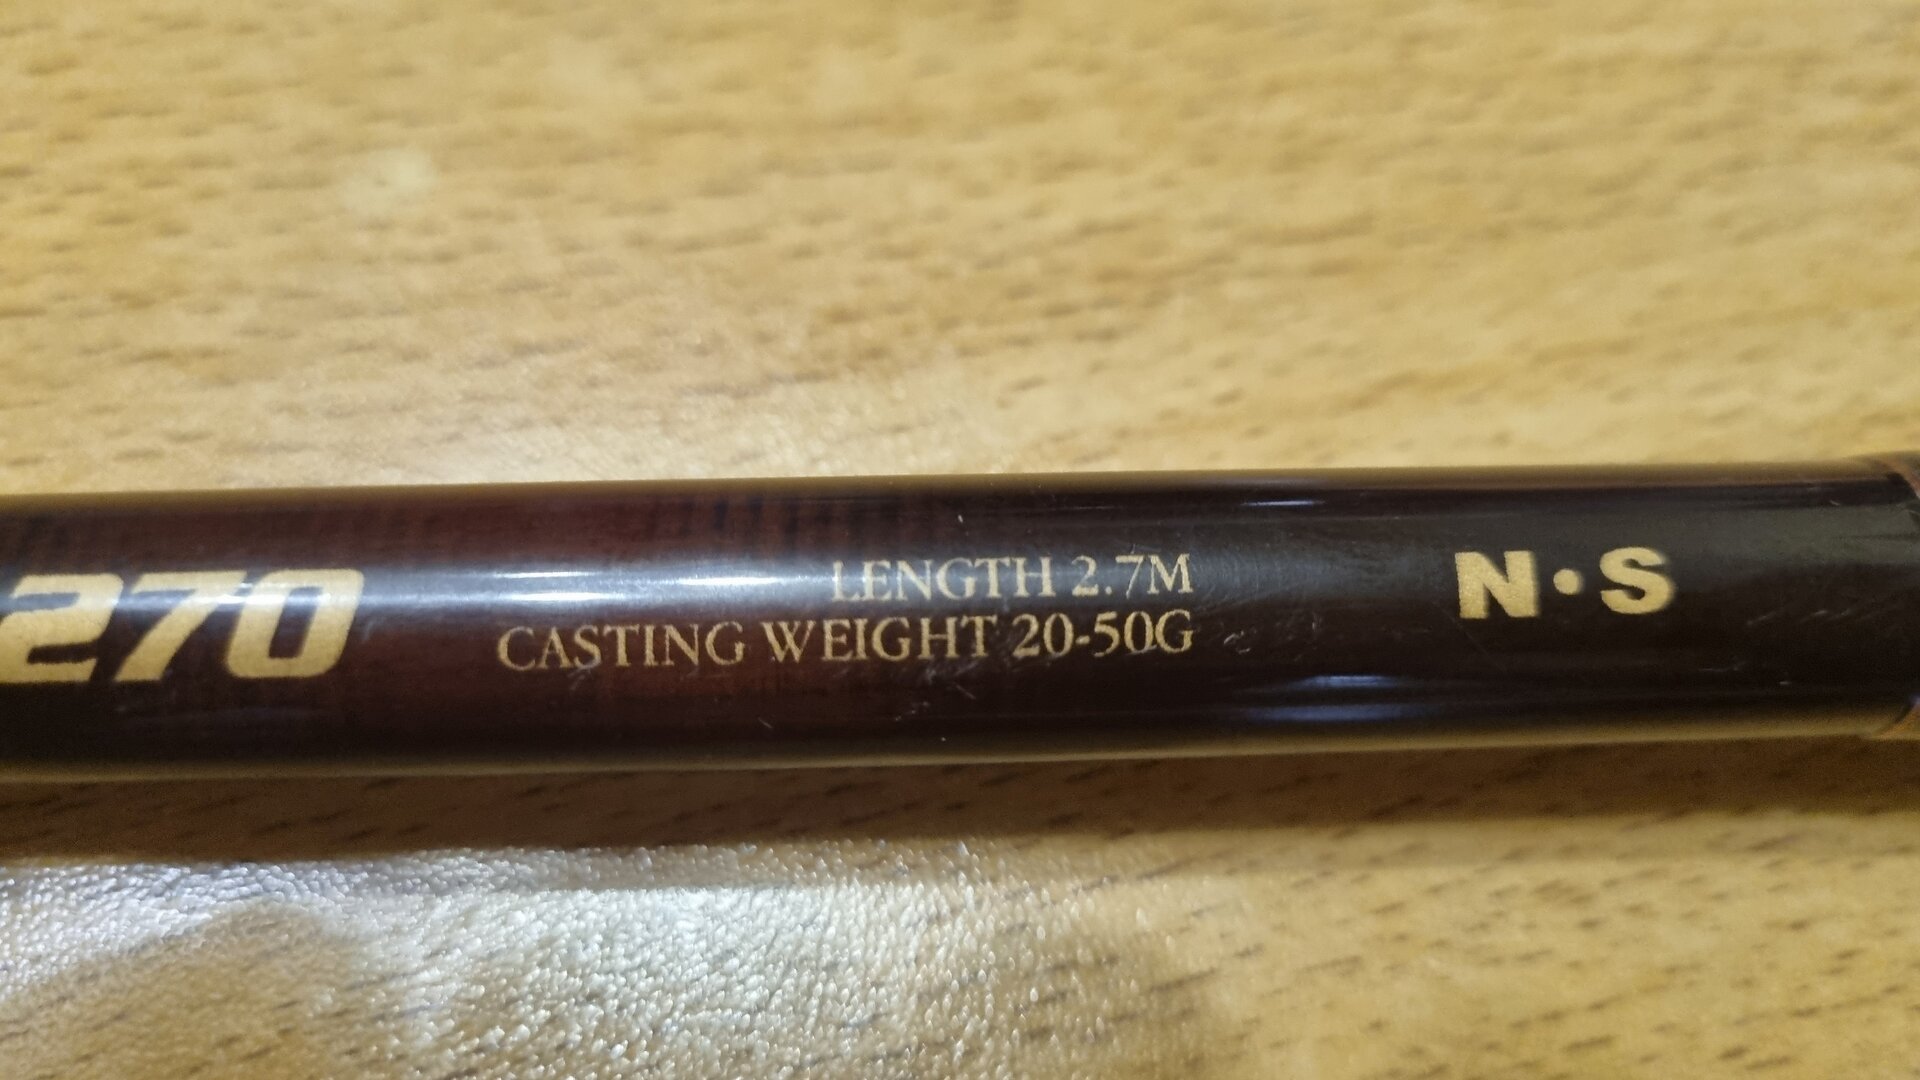 270
LENGTH 2.7M
CASTING WEIGHT 20-50G
N·S